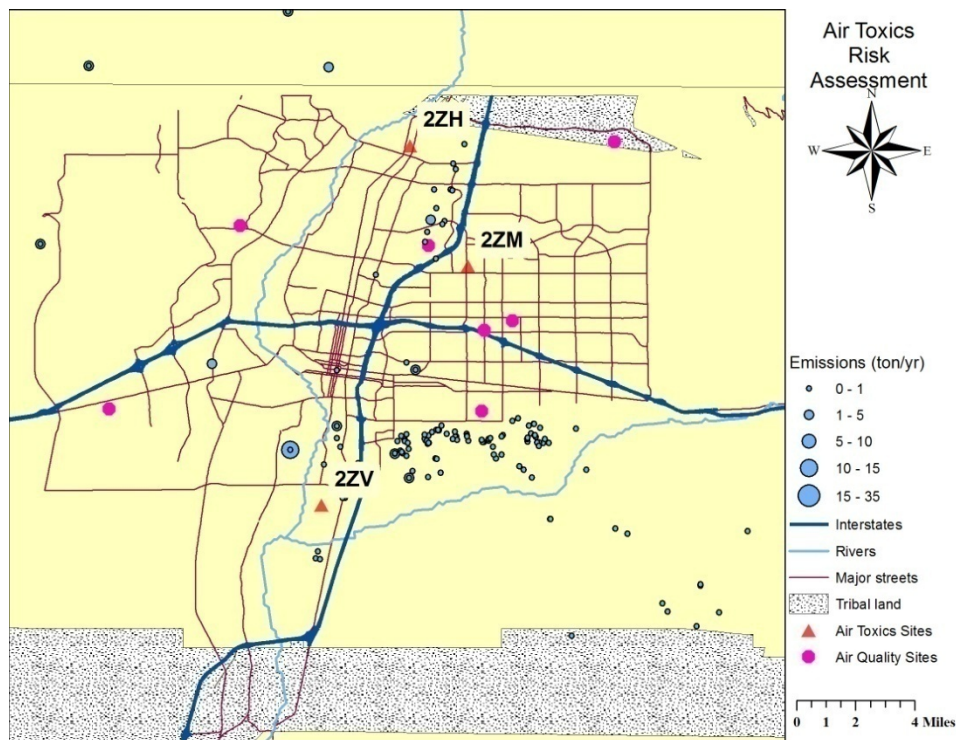 Air Toxics
Risk
Assessment
N
W E
S
2ZH
2ZM
2ZV
Emissions (ton/yr)
0 - 1
1 - 5
5 - 10
10 - 15
15 - 35
Interstates
Rivers
Major streets
Tribal land
Air Toxics Sites
Air Quality Sites
0 1 2 4 Miles